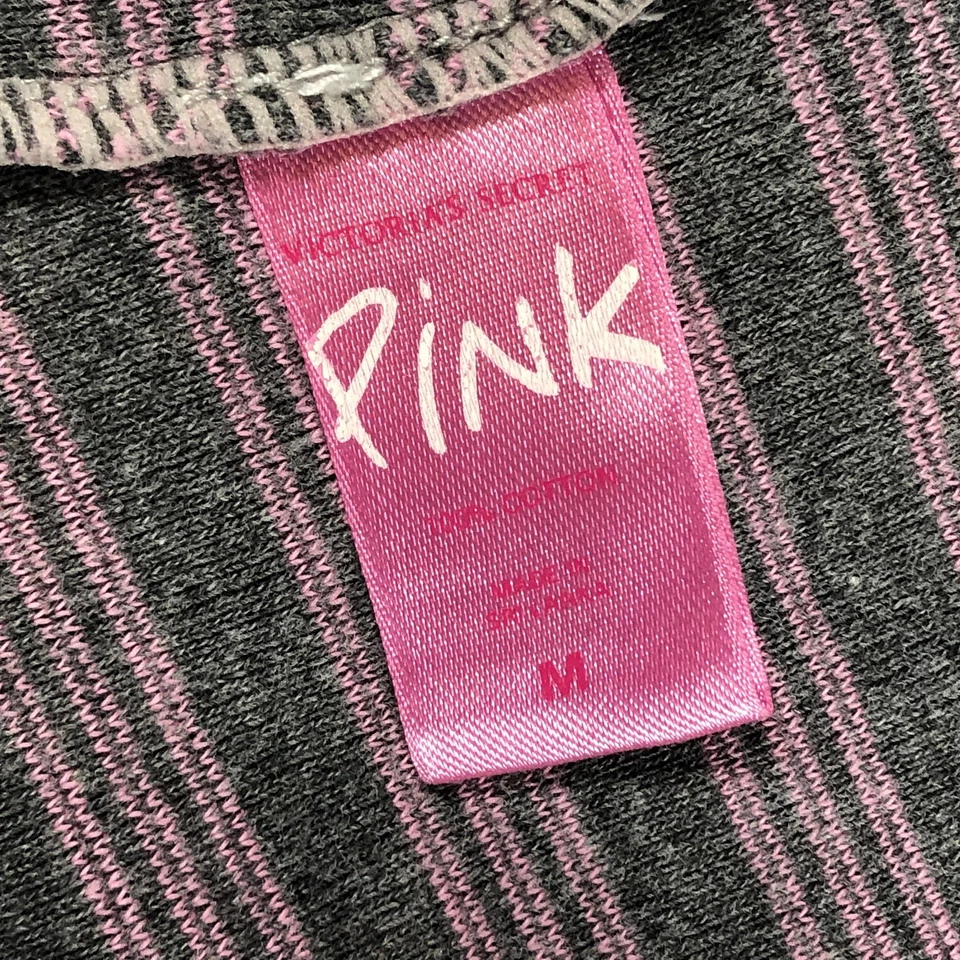 VICTORIA'S SECRET
PiNK
100% COTTON
MADE IN
SRI LANKA
M